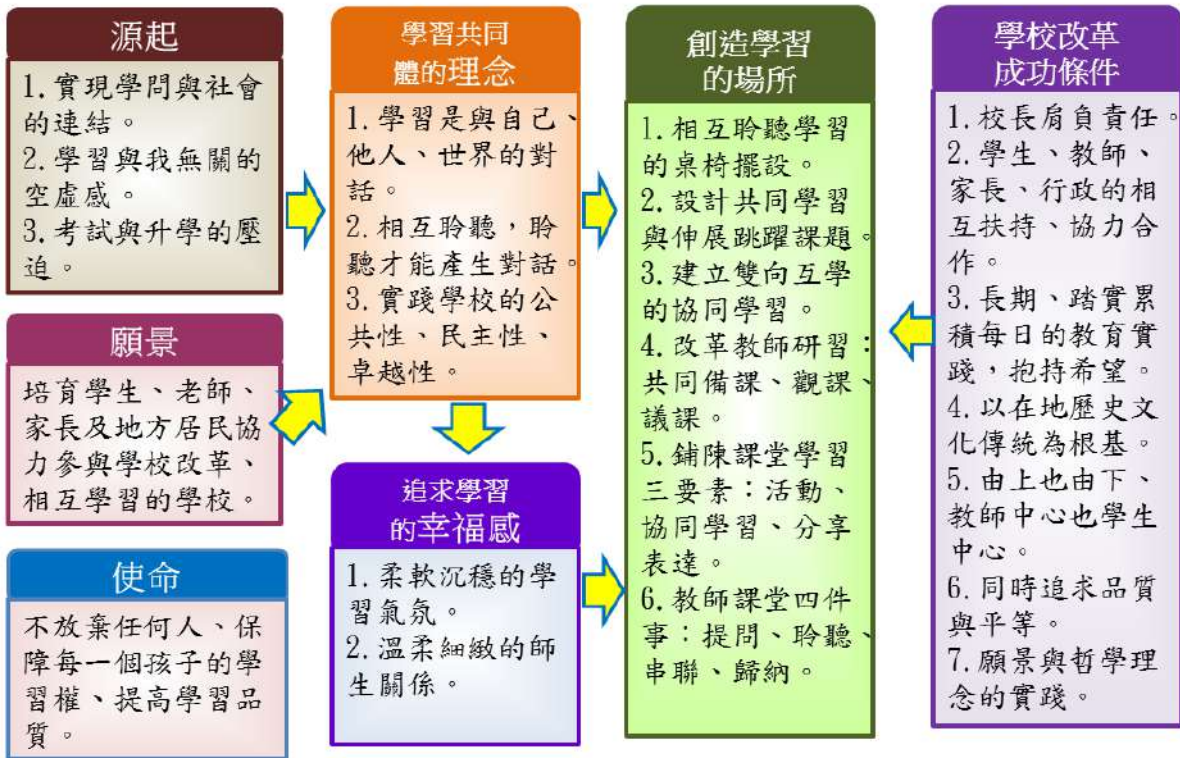 源起
1.實現學問與社會
的連結。
2.學習與我無關的
空虛感。
3.考試與升學的壓
迫。
願景
培育學生、老師、
家長及地方居民協
力參與學校改革、
相互學習的學校。
使命
不放棄任何人、保
障每一個孩子的學
習權、提高學習品
質。
學習共同
體的理念
1.學習是與自己、
他人、世界的對
話。
2.相互聆聽，聆
聽才能產生對話。
3.實踐學校的公
共性、民主性、
卓越性。
追求學習
的幸福感
1.柔軟沉穩的學
習氣氛。
2.溫柔細緻的師
生關係。
創造學習
的場所
1.相互聆聽學習
的桌椅擺設。
2.設計共同學習
與伸展跳躍課題。
3.建立雙向互學
的協同學習。
4.改革教師研習：
共同備課、觀課、
議課。
5.鋪陳課堂學習
三要素：活動、
協同學習、分享
表達。
6.教師課堂四件
事：提問、聆聽、
串聯、歸納。
學校改革
成功條件
1.校長肩負責任。
2.學生、教師、
家長、行政的相
互扶持、協力合
作。
3.長期、踏實累
積每日的教育實
踐，抱持希望。
4.以在地歷史文
化傳統為根基。
5.由上也由下、
教師中心也學生
中心。
6.同時追求品質
與平等。
7.願景與哲學理
念的實踐。